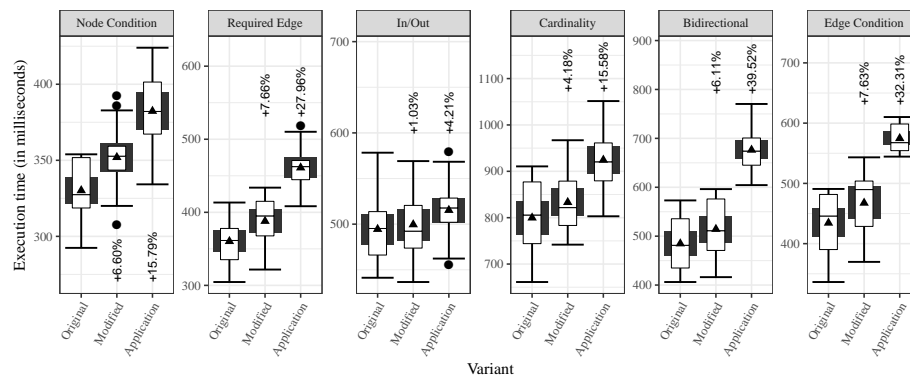 Node Condition
Required Edge
In/Out
Cardinality
Bidirectional
Edge Condition
Execution time (in milliseconds)
400
350
300
+6.60%
+15.79%
600
500
400
300
+7.66%
+27.96%
700
600
500
+1.03%
+4.21%
1100
1000
900
800
700
+4.18%
+15.58%
900
800
700
600
500
400
+6.11%
+39.52%
700
600
500
400
+7.63%
+32.31%
Original
Modified
Application
Original
Modified
Application
Original
Modified
Application
Original
Modified
Application
Original
Modified
Application
Original
Modified
Application
Variant